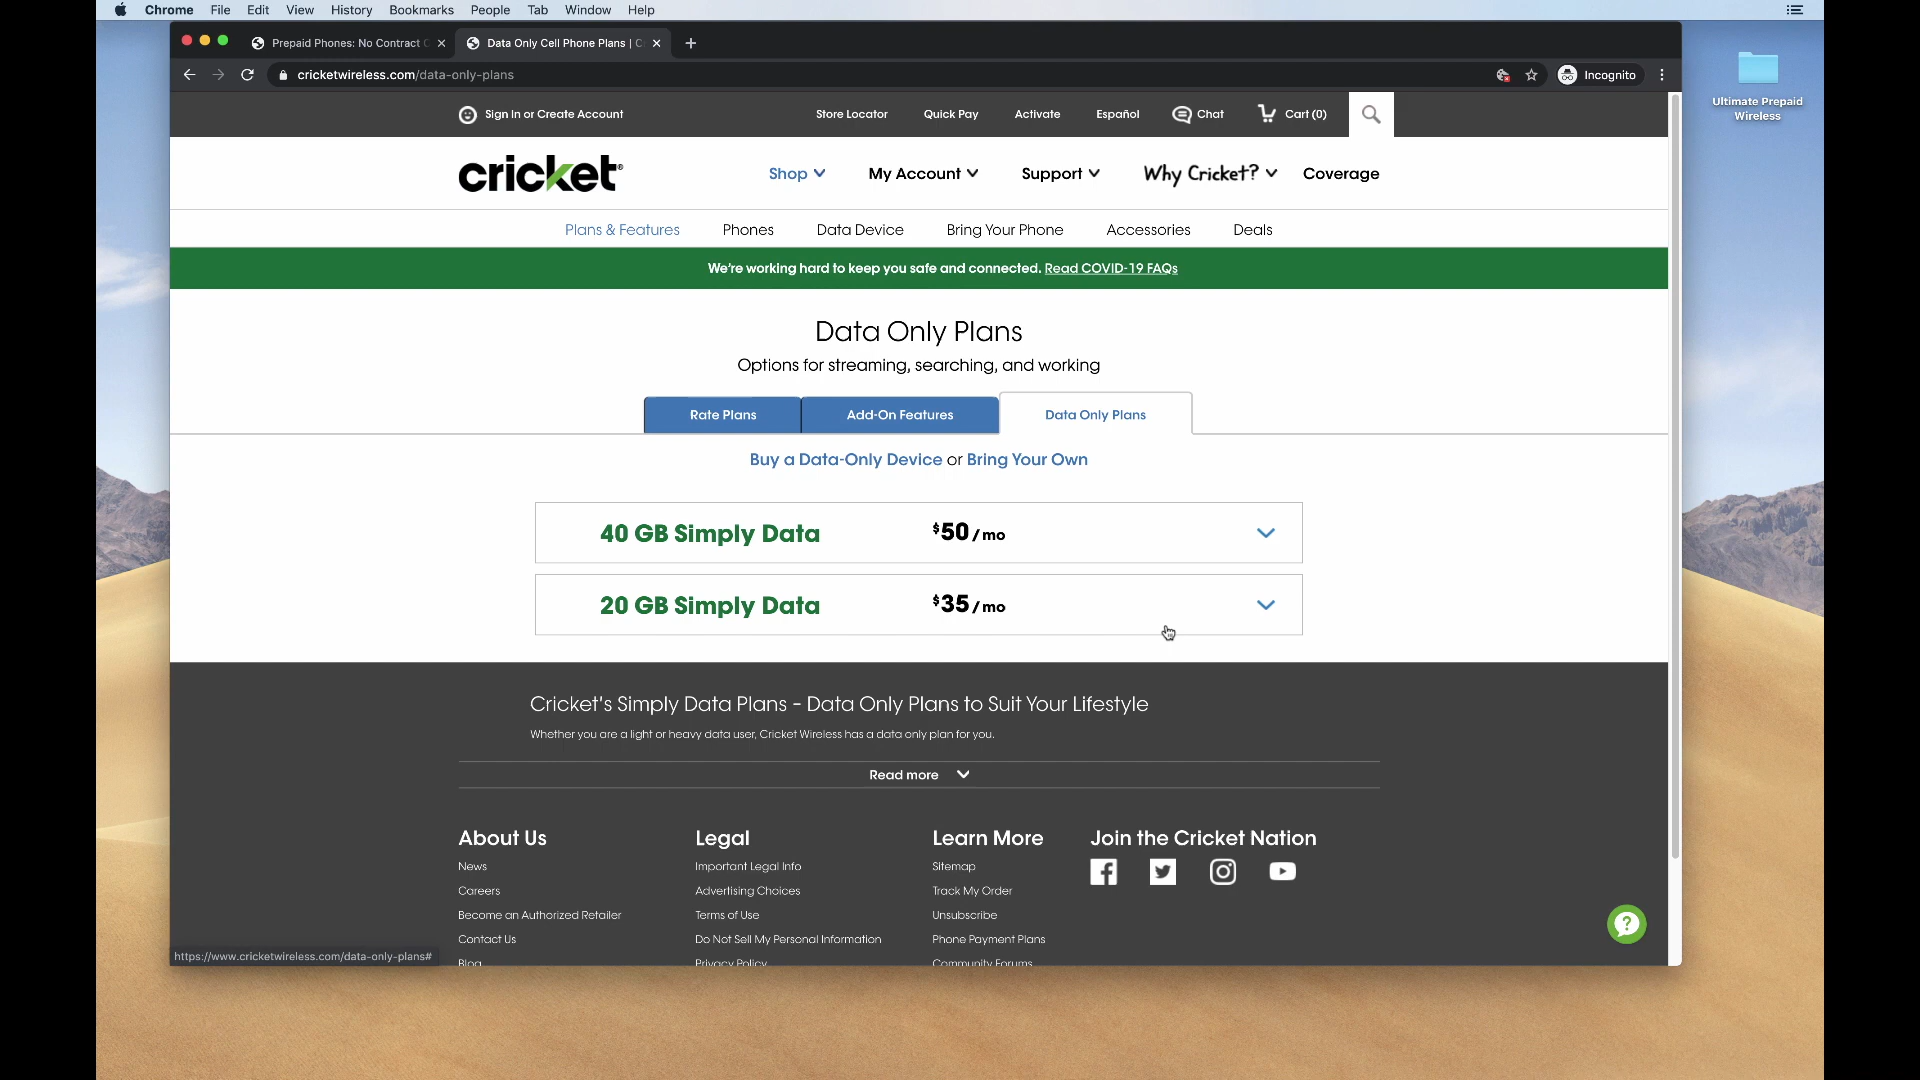 Chrome File Edit View History Bookmarks People Tab Window Help
Prepaid Phones: No Contract
Data Only Cell Phone Plans | C
cricketwireless.com/data-only-plans
Incognito
Ultimate Prepaid
Wireless
Sign In or Create Account Store Locator Quick Pay Activate Español Chat Cart (0)
cricket Shop My Account Support Why Cricket? Coverage
Plans & Features Phones Data Device Bring Your Phone Accessories Deals
We're working hard to keep you safe and connected. Read COVID-19 FAQs
Data Only Plans
Options for streaming, searching, and working
Rate Plans Add-On Features Data Only Plans
Buy a Data-Only Device or Bring Your Own
40 GB Simply Data $50/mo
20 GB Simply Data $35/mo
Cricket's Simply Data Plans - Data Only Plans to Suit Your Lifestyle
Whether you are a light or heavy data user, Cricket Wireless has a data only plan for you.
Read more
About Us Legal Learn More Join the Cricket Nation
News Important Legal Info Sitemap
Careers Advertising Choices Track My Order
Become an Authorized Retailer Terms of Use Unsubscribe
Contact Us Do Not Sell My Personal Information Phone Payment Plans
Blog Privacy Policy Community Forums
https://www.cricketwireless.com/data-only-plans#